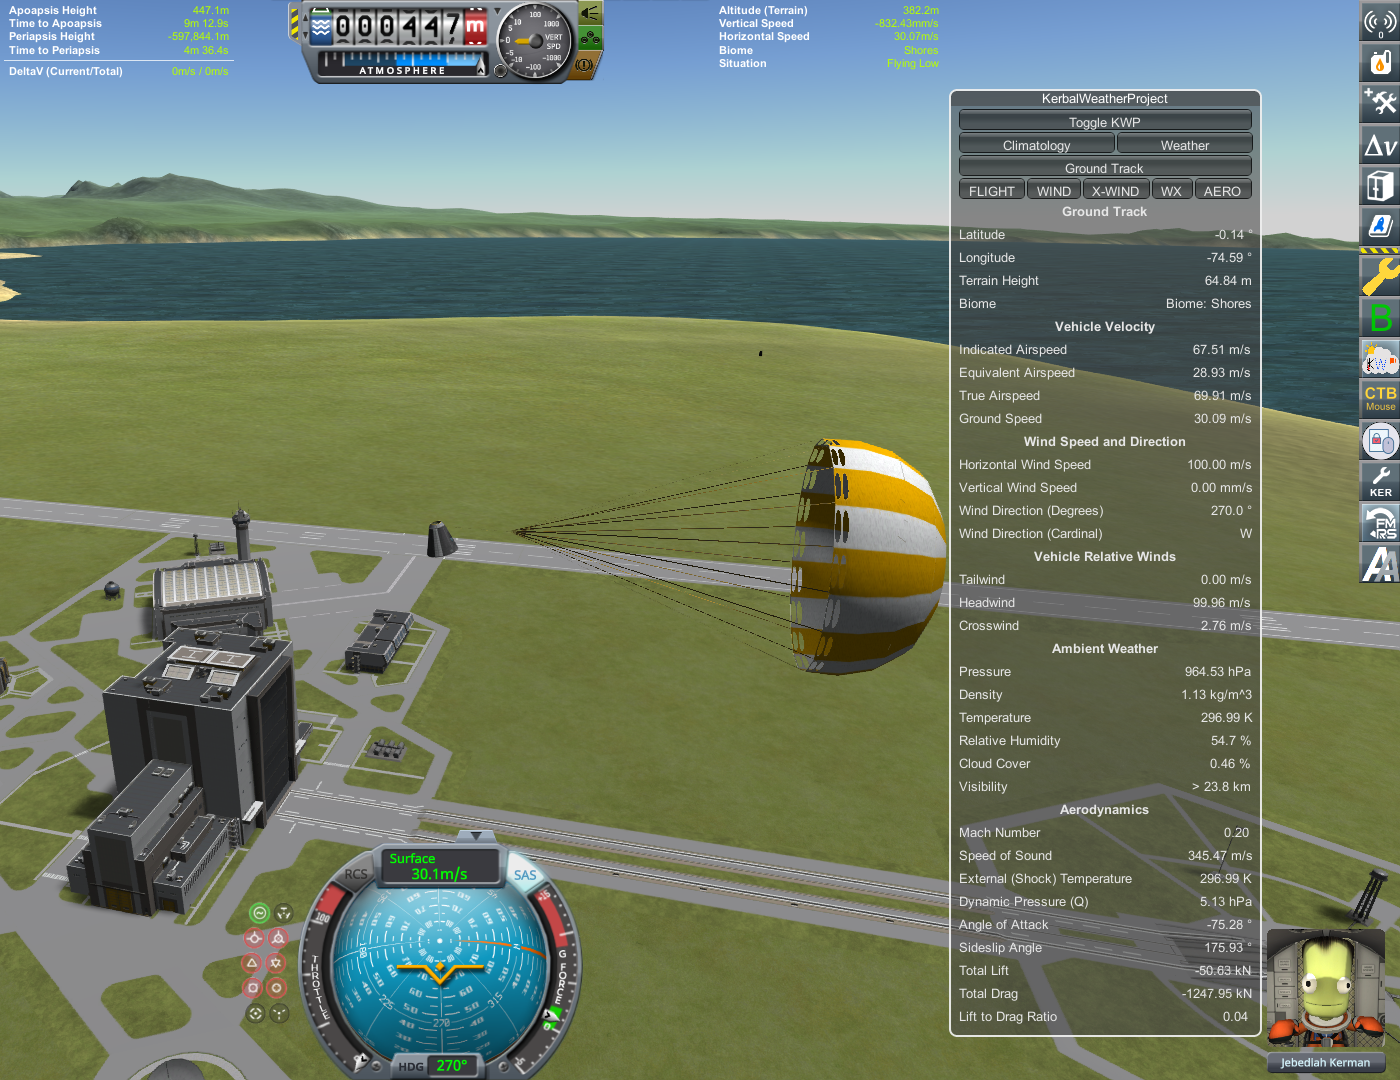 Apoapsis Height 447.1m
Time to Apoapsis 9m 12.9s
Periapsis Height -597,844.1m
Time to Periapsis 4m 36.4s
DeltaV (Current/Total) 0m/s / 0m/s
000447 m
ATMOSPHERE
VERT SPD
Altitude (Terrain) 382.2m
Vertical Speed -832.43mm/s
Horizontal Speed 30.07m/s
Biome Shores
Situation Flying Low
KerbalWeatherProject
Toggle KWP
Climatology Weather
Ground Track
FLIGHT WIND X-WIND WX AERO
Ground Track
Latitude -0.14 °
Longitude -74.59 °
Terrain Height 64.84 m
Biome Biome: Shores
Vehicle Velocity
Indicated Airspeed 67.51 m/s
Equivalent Airspeed 28.93 m/s
True Airspeed 69.91 m/s
Ground Speed 30.09 m/s
Wind Speed and Direction
Horizontal Wind Speed 100.00 m/s
Vertical Wind Speed 0.00 mm/s
Wind Direction (Degrees) 270.0 °
Wind Direction (Cardinal) W
Vehicle Relative Winds
Tailwind 0.00 m/s
Headwind 99.96 m/s
Crosswind 2.76 m/s
Ambient Weather
Pressure 964.53 hPa
Density 1.13 kg/m^3
Temperature 296.99 K
Relative Humidity 54.7 %
Cloud Cover 0.46 %
Visibility > 23.8 km
Aerodynamics
Mach Number 0.20
Speed of Sound 345.47 m/s
External (Shock) Temperature 296.99 K
Dynamic Pressure (Q) 5.13 hPa
Angle of Attack -75.28 °
Sideslip Angle 175.93 °
Total Lift -50.63 kN
Total Drag -1247.95 kN
Lift to Drag Ratio 0.04
0
Δv
B
KW
CTB
Mouse
KER
FM
RS
A
Surface
30.1m/s
RCS SAS
THROTTLE
G FORCE
100
225
270
315
HDG 270°
Jebediah Kerman